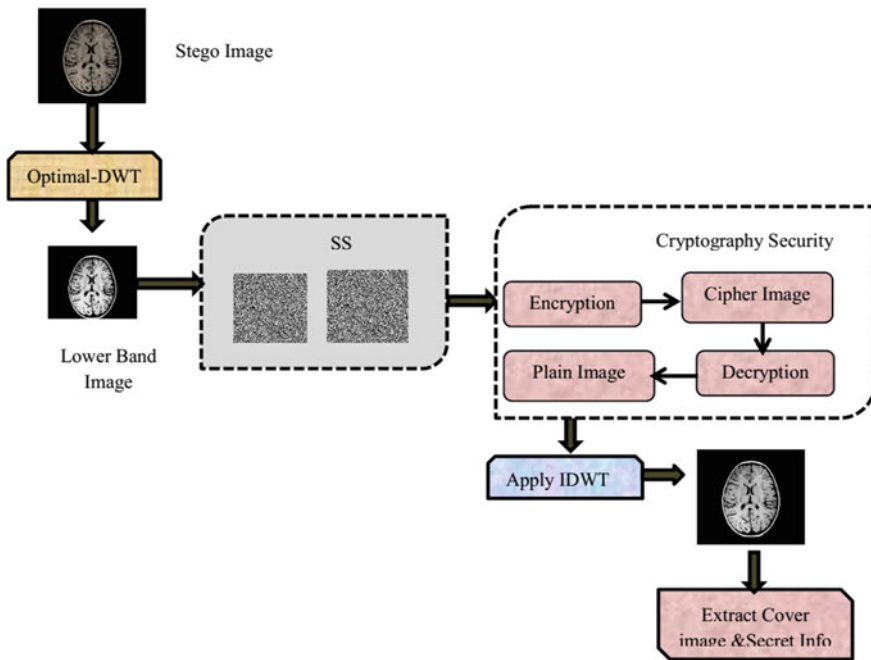 Stego Image
Optimal-DWT
Lower Band
Image
SS
Cryptography Security
Encryption
Cipher Image
Plain Image
Decryption
Apply IDWT
Extract Cover
image &Secret Info